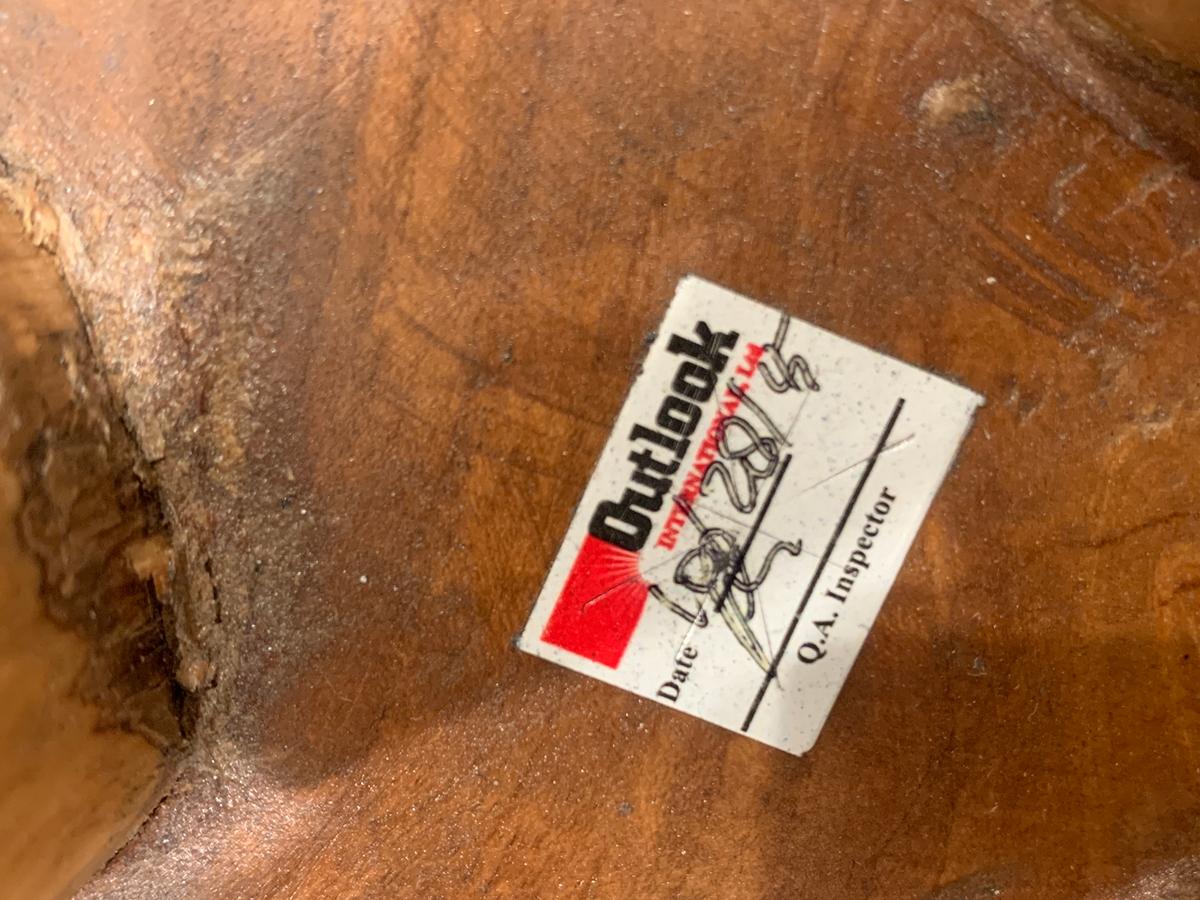 Outlook
INTERNATIONAL Ltd
Date
Q.A. Inspector